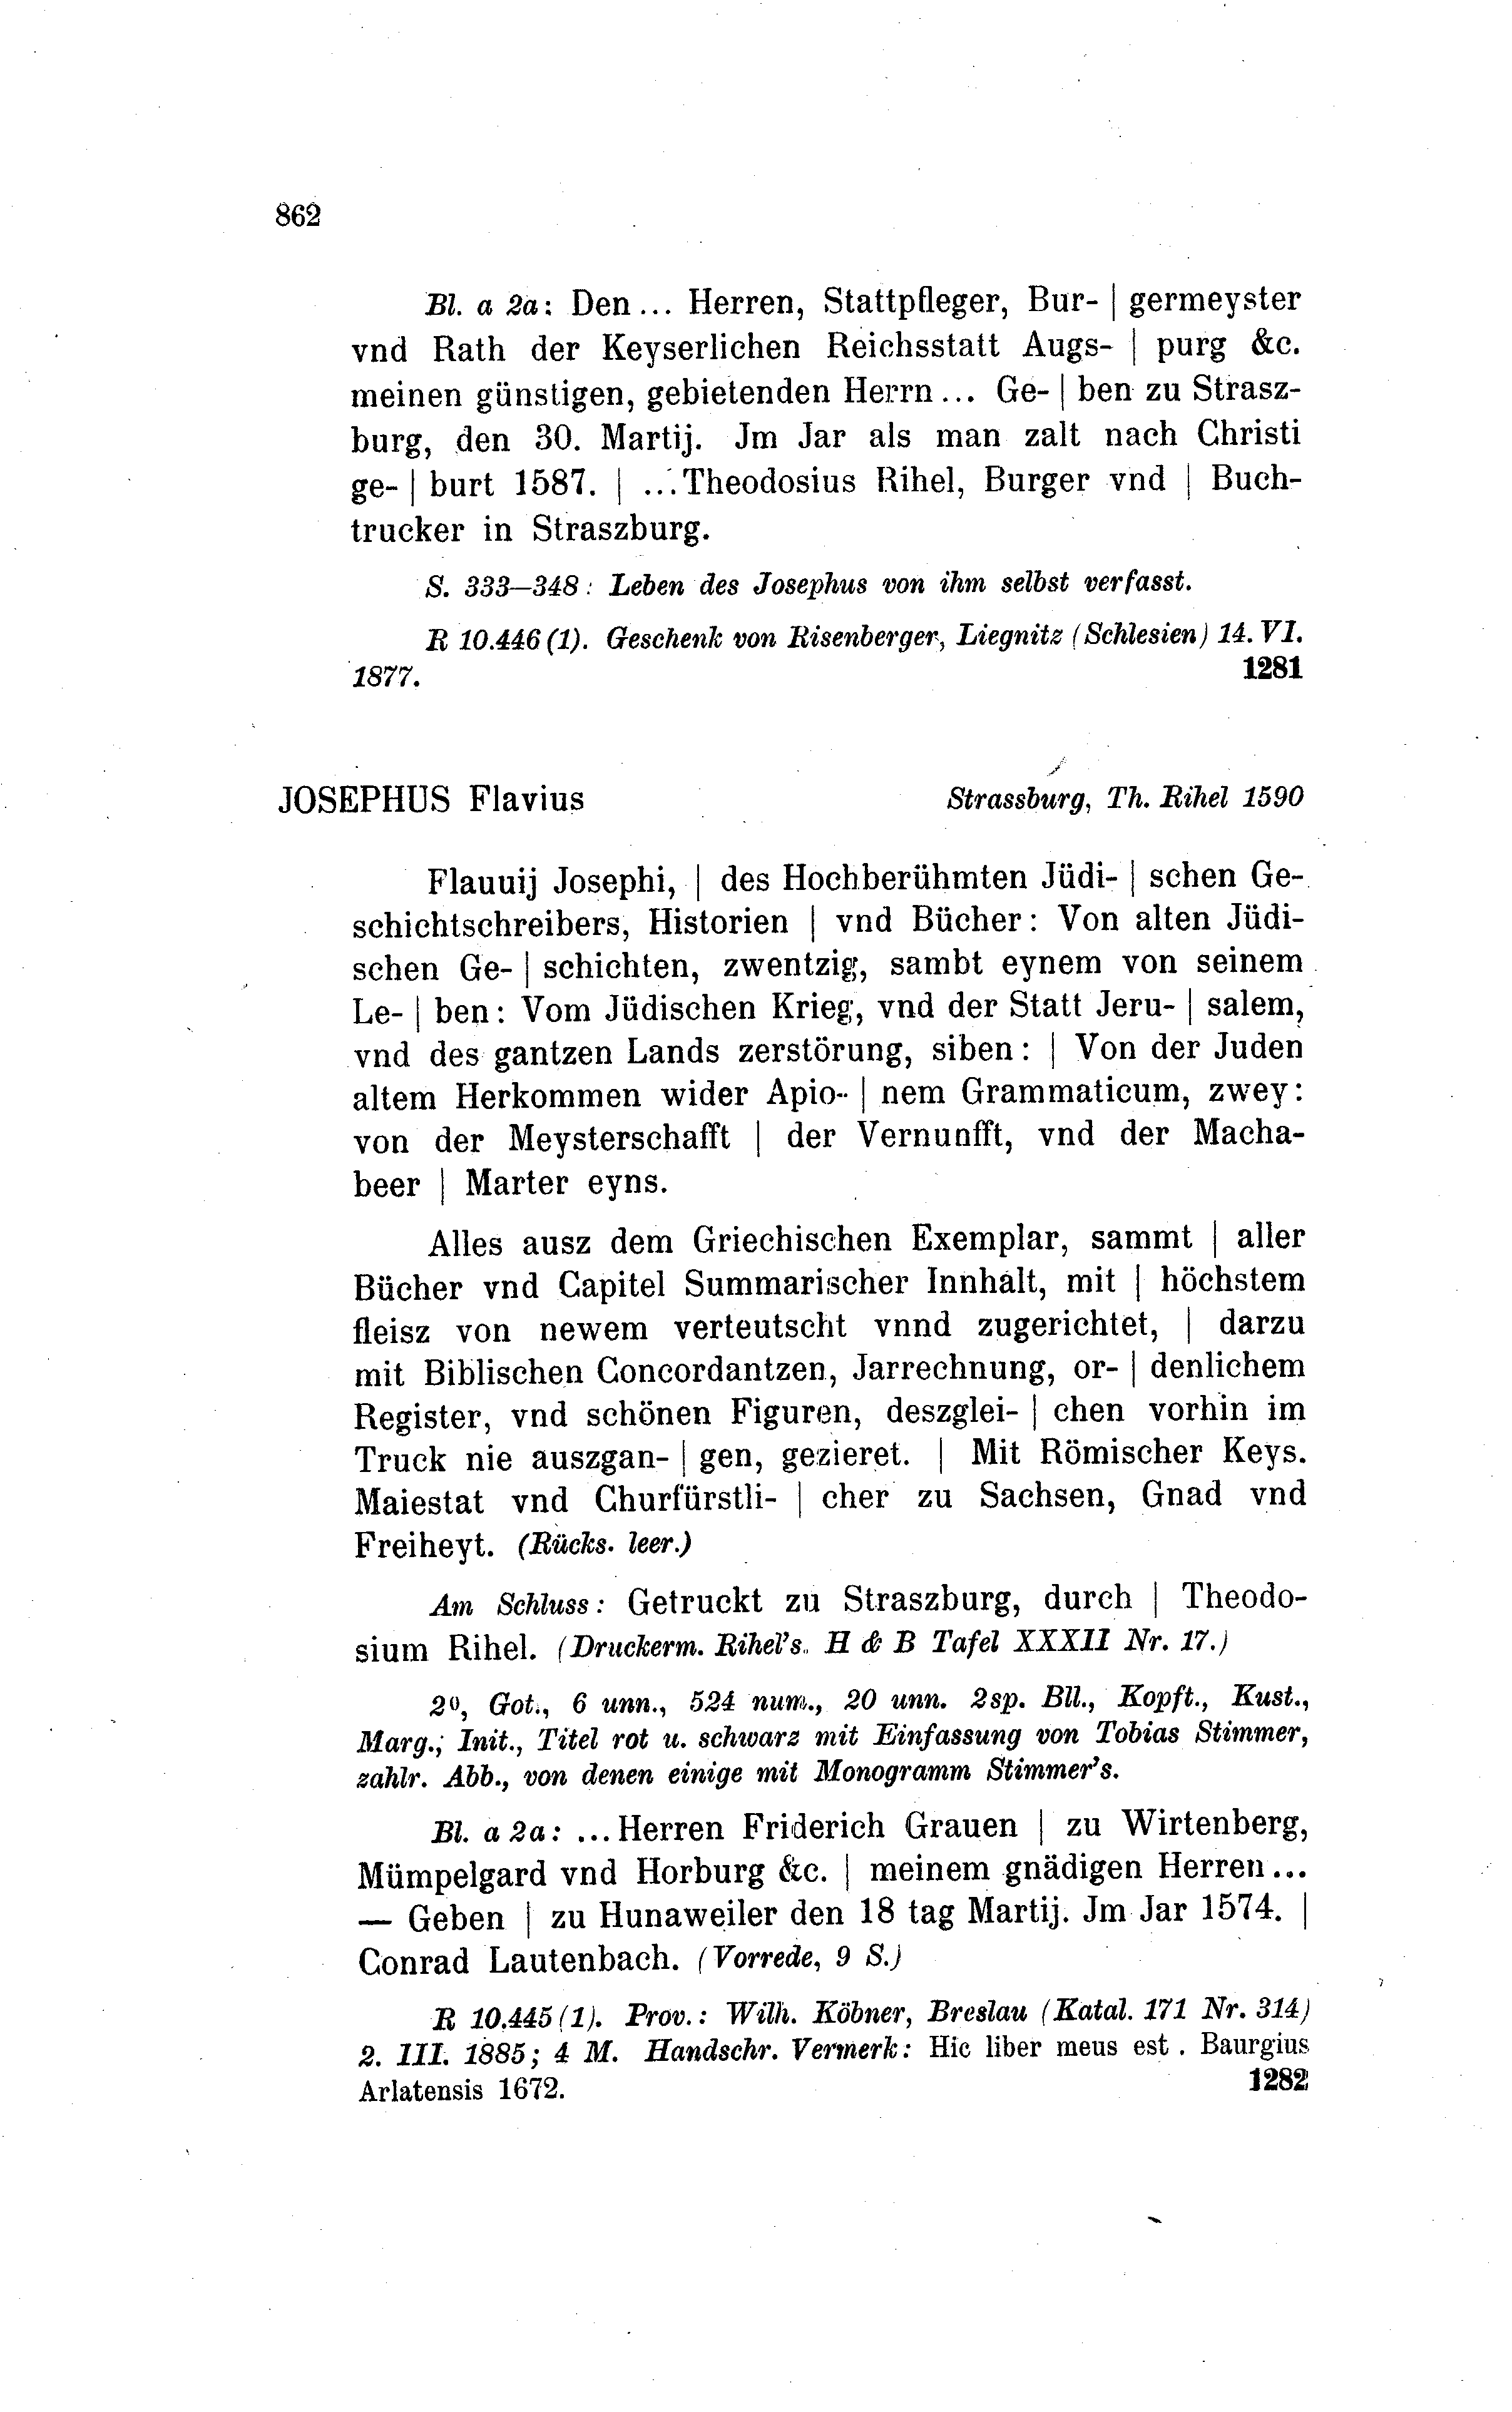 862
Bl. a 2a: Den... Herren, Stattpfleger, Bur- | germeyster
vnd Rath der Keyserlichen Reichsstatt Augs- | purg &c.
meinen günstigen, gebietenden Herrn... Ge- | ben zu Strasz-
burg, den 30. Martij. Jm Jar als man zalt nach Christi
ge- | burt 1587. | ...Theodosius Rihel, Burger vnd | Buch-
trucker in Straszburg.
S. 333—348: Leben des Josephus von ihm selbst verfasst.
R 10.446 (1). Geschenk von Risenberger, Liegnitz (Schlesien) 14. VI.
1877. 1281
JOSEPHUS Flavius Strassburg, Th. Rihel 1590
Flauuij Josephi, | des Hochberühmten Jüdi- | schen Ge-
schichtschreibers, Historien | vnd Bücher: Von alten Jüdi-
schen Ge- | schichten, zwentzig, sambt eynem von seinem
Le- | ben: Vom Jüdischen Krieg, vnd der Statt Jeru- | salem,
vnd des gantzen Lands zerstörung, siben: | Von der Juden
altem Herkommen wider Apio- | nem Grammaticum, zwey:
von der Meysterschafft | der Vernunfft, vnd der Macha-
beer | Marter eyns.
Alles ausz dem Griechischen Exemplar, sammt | aller
Bücher vnd Capitel Summarischer Innhalt, mit | höchstem
fleisz von newem verteutscht vnnd zugerichtet, | darzu
mit Biblischen Concordantzen, Jarrechnung, or- | denlichem
Register, vnd schönen Figuren, deszglei- | chen vorhin im
Truck nie auszgan- | gen, gezieret. | Mit Römischer Keys.
Maiestat vnd Churfürstli- | cher zu Sachsen, Gnad vnd
Freiheyt. (Rücks. leer.)
Am Schluss: Getruckt zu Straszburg, durch | Theodo-
sium Rihel. (Druckerm. Rihel's. H & B Tafel XXXII Nr. 17.)
2º, Got., 6 unn., 524 num., 20 unn. 2sp. Bll., Kopft., Kust.,
Marg., Init., Titel rot u. schwarz mit Einfassung von Tobias Stimmer,
zahlr. Abb., von denen einige mit Monogramm Stimmer's.
Bl. a 2a: ...Herren Friderich Grauen | zu Wirtenberg,
Mümpelgard vnd Horburg &c. | meinem gnädigen Herren...
— Geben | zu Hunaweiler den 18 tag Martij. Jm Jar 1574. |
Conrad Lautenbach. (Vorrede, 9 S.)
R 10.445 (1). Prov.: Wilh. Köbner, Breslau (Katal. 171 Nr. 314)
2. III. 1885; 4 M. Handschr. Vermerk: Hic liber meus est. Baurgius
Arlatensis 1672. 1282